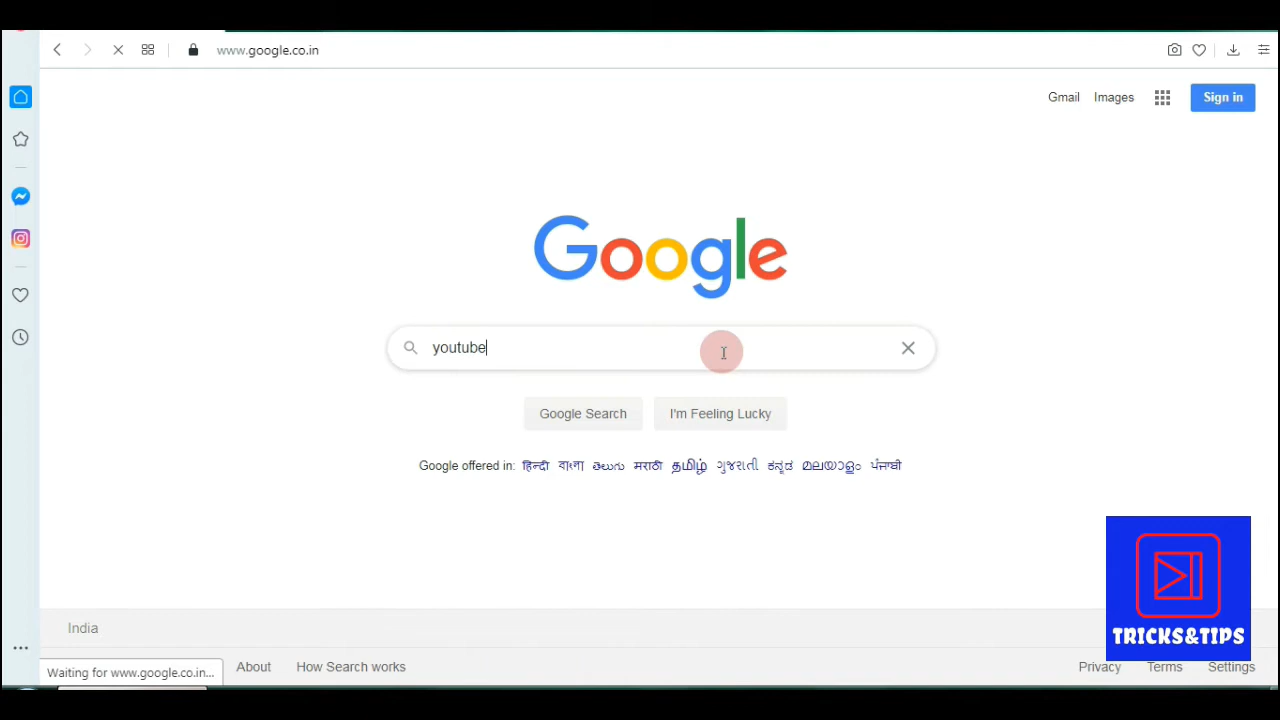 www.google.co.in
Gmail Images Sign in
Google
youtube
Google Search I'm Feeling Lucky
Google offered in: हिन्दी বাংলা తెలుగు मराठी தமிழ் ગુજરાતી ಕನ್ನಡ മലയാളം ਪੰਜਾਬੀ
TRICKS&TIPS
India
Waiting for www.google.co.in...
About How Search works Privacy Terms Settings